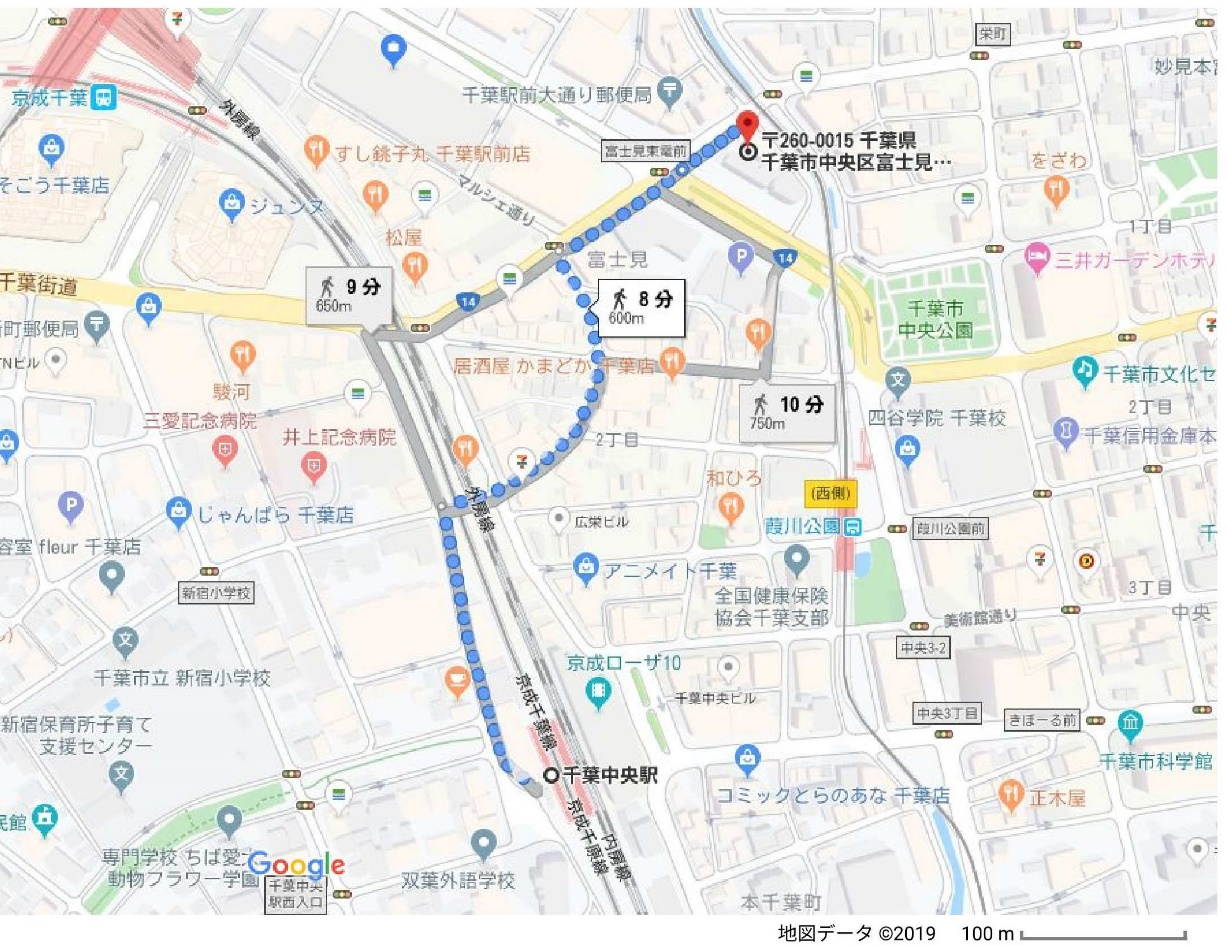 栄町
妙見本
京成千葉
外房線
千葉駅前大通り郵便局
富士見東電前
〒260-0015 千葉県
千葉市中央区富士見…
すし銚子丸 千葉駅前店
をざわ
そごう千葉店
ジュンヌ
マルシェ通り
松屋
富士見
1丁目
三井ガーデンホテル
千葉街道
9 分
650m
14
14
8 分
600m
千葉市
中央公園
町郵便局
TNビル
居酒屋 かまどか 千葉店
駿河
千葉市文化セ
10 分
750m
四谷学院 千葉校
2丁目
三愛記念病院
井上記念病院
2丁目
千葉信用金庫本
和ひろ
(西側)
外房線
じゃんぱら 千葉店
広栄ビル
葭川公園
葭川公園前
千
容室 fleur 千葉店
アニメイト千葉
新宿小学校
全国健康保険
協会千葉支部
3丁目
美術館通り
中央
中央3-2
千葉市立 新宿小学校
京成ローザ10
千葉中央ビル
京成千葉線
中央3丁目
きぼーる前
新宿保育所子育て
支援センター
千葉市科学館
千葉中央駅
コミックとらのあな 千葉店
正木屋
京成千原線
内房線
民館
専門学校 ちば愛犬
動物フラワー学園
Google
千葉中央
駅西入口
双葉外語学校
本千葉町
地図データ ©2019 100 m